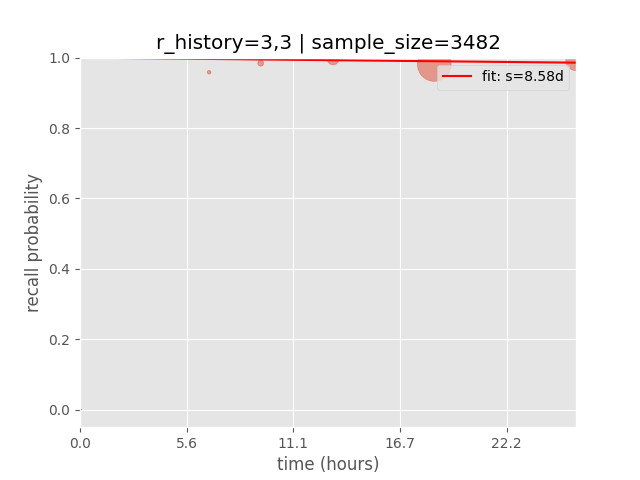 r_history=3,3 | sample_size=3482
1.0
fit: s=8.58d
0.8
0.6
0.4
0.2
0.0
recall probability
0.0 5.6 11.1 16.7 22.2
time (hours)